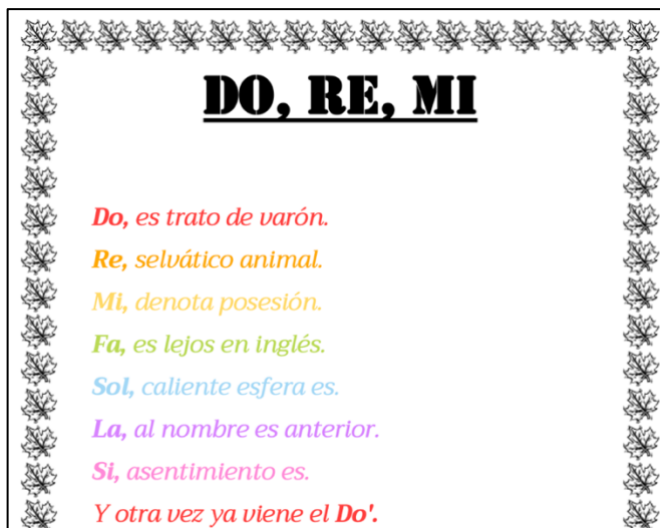 DO, RE, MI
Do, es trato de varón.
Re, selvático animal.
Mi, denota posesión.
Fa, es lejos en inglés.
Sol, caliente esfera es.
La, al nombre es anterior.
Si, asentimiento es.
Y otra vez ya viene el Do'.